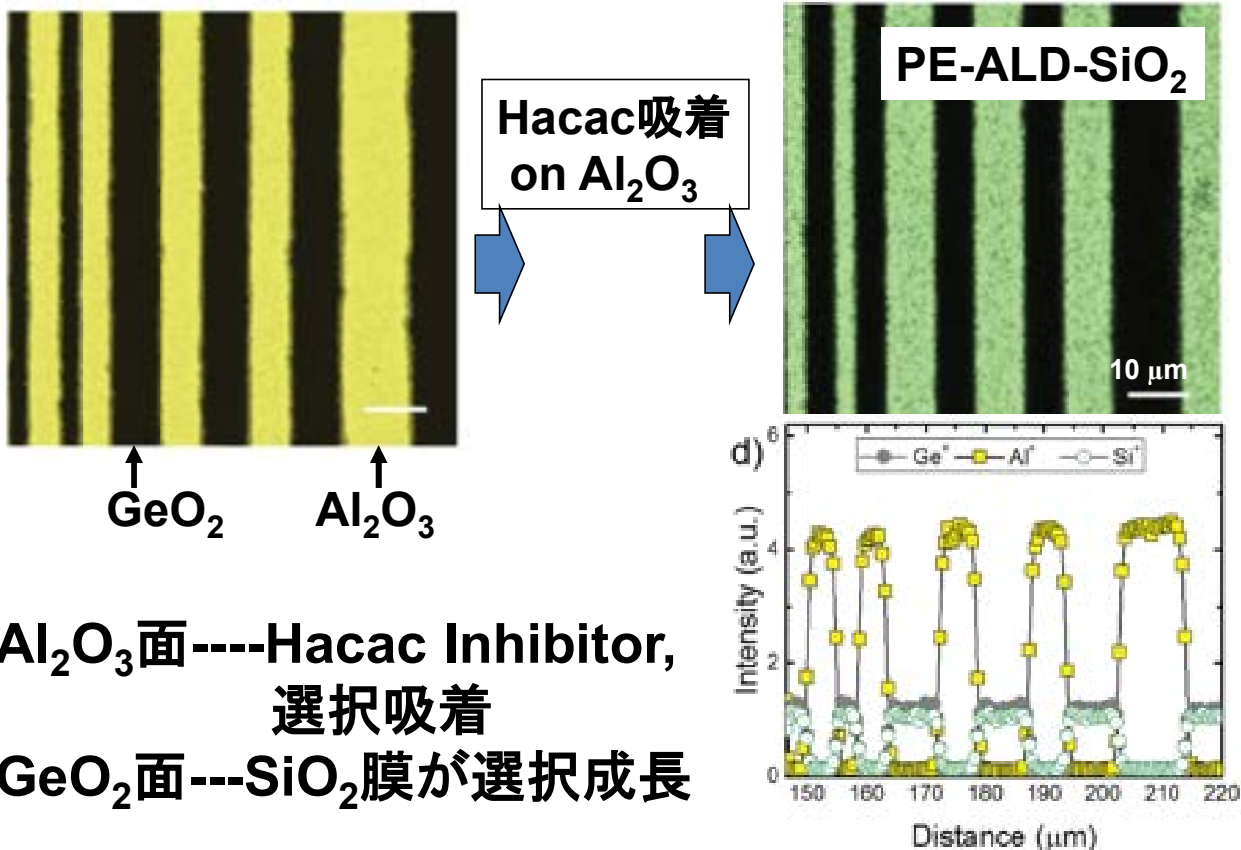 PE-ALD-SiO₂
Hacac吸着
on Al₂O₃
10 μm
GeO₂
Al₂O₃
Al₂O₃面----Hacac Inhibitor,
選択吸着
GeO₂面---SiO₂膜が選択成長
d)
Ge⁺ Al⁺ Si⁺
Intensity (a.u.)
6
4
2
0
150 160 170 180 190 200 210 220
Distance (μm)